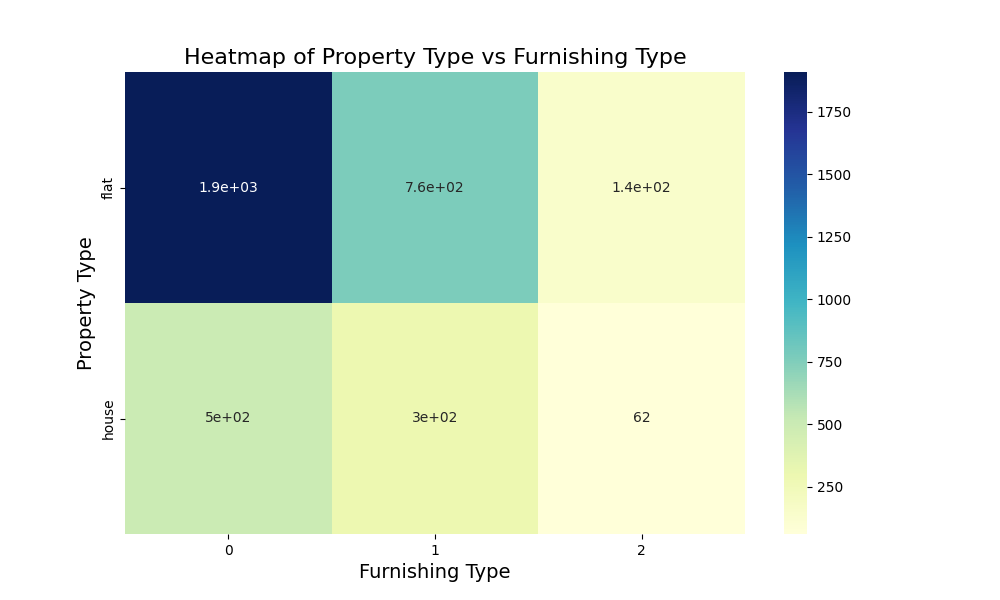 Heatmap of Property Type vs Furnishing Type
Property Type
flat
house
1.9e+03 7.6e+02 1.4e+02
5e+02 3e+02 62
0 1 2
Furnishing Type
1750
1500
1250
1000
750
500
250